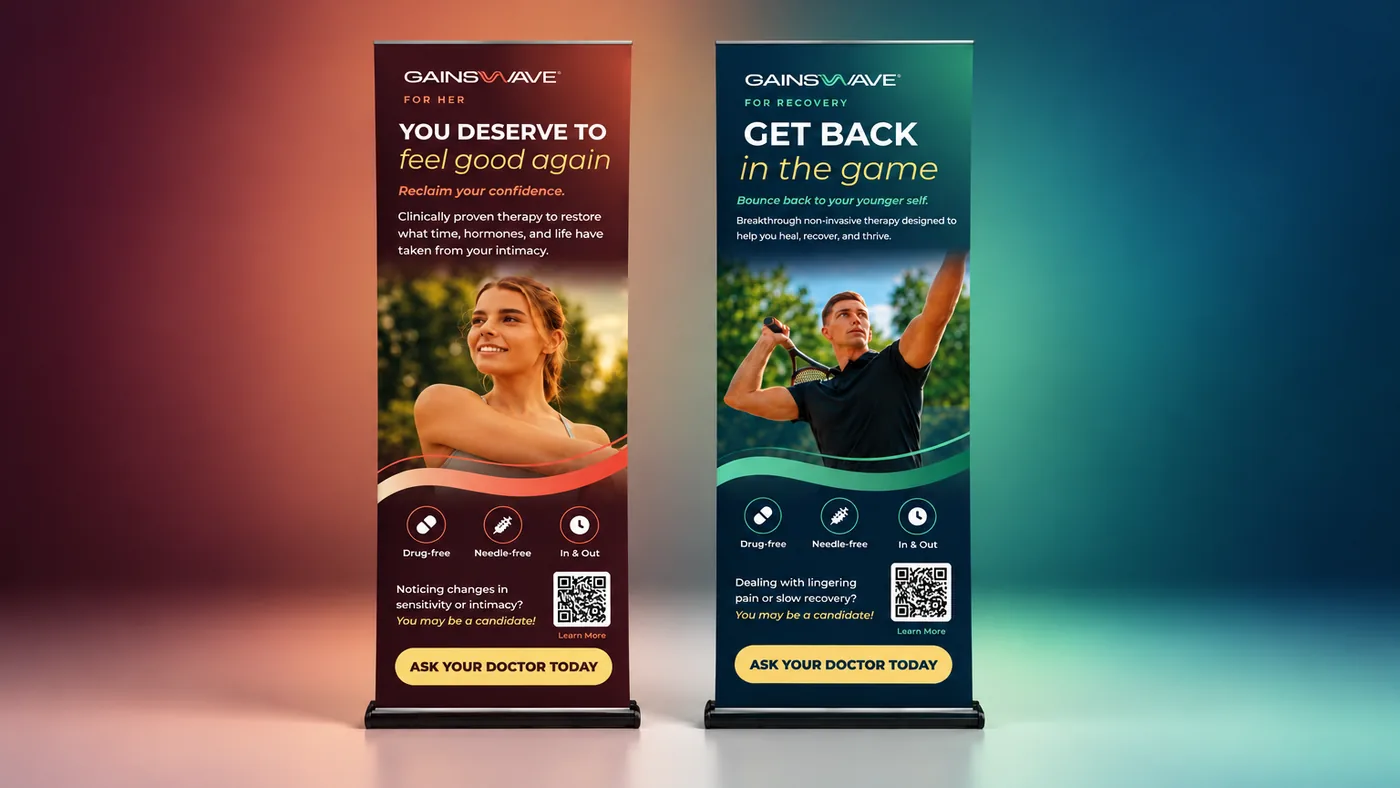 GAINSWAVE®
FOR HER
YOU DESERVE TO
feel good again
Reclaim your confidence.
Clinically proven therapy to restore
what time, hormones, and life have
taken from your intimacy.
Drug-free
Needle-free
In & Out
Noticing changes in
sensitivity or intimacy?
You may be a candidate!
Learn More
ASK YOUR DOCTOR TODAY
GAINSWAVE®
FOR RECOVERY
GET BACK
in the game
Bounce back to your younger self.
Breakthrough non-invasive therapy designed to
help you heal, recover, and thrive.
Drug-free
Needle-free
In & Out
Dealing with lingering
pain or slow recovery?
You may be a candidate!
Learn More
ASK YOUR DOCTOR TODAY